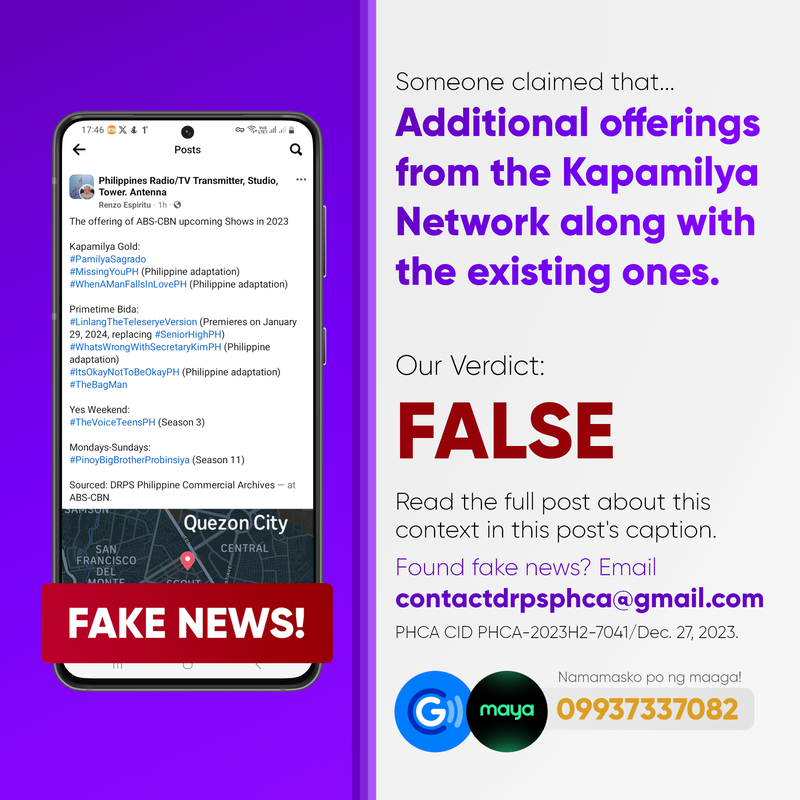 17:46
Posts
Philippines Radio/TV Transmitter, Studio,
Tower. Antenna
Renzo Espiritu · 1h ·
The offering of ABS-CBN upcoming Shows in 2023
Kapamilya Gold:
#PamilyaSagrado
#MissingYouPH (Philippine adaptation)
#WhenAManFallsInLovePH (Philippine adaptation)
Primetime Bida:
#LinlangTheTeleseryeVersion (Premieres on January
29, 2024, replacing #SeniorHighPH)
#WhatsWrongWithSecretaryKimPH (Philippine
adaptation)
#ItsOkayNotToBeOkayPH (Philippine adaptation)
#TheBagMan
Yes Weekend:
#TheVoiceTeensPH (Season 3)
Mondays-Sundays:
#PinoyBigBrotherProbinsiya (Season 11)
Sourced: DRPS Philippine Commercial Archives — at
ABS-CBN.
SAMSON
Quezon City
SAN
FRANCISCO
DEL
MONTE
CENTRAL
SCOUT
FAKE NEWS!
Someone claimed that...
Additional offerings
from the Kapamilya
Network along with
the existing ones.
Our Verdict:
FALSE
Read the full post about this
context in this post's caption.
Found fake news? Email
contactdrpsphca@gmail.com
PHCA CID PHCA-2023H2-7041/Dec. 27, 2023.
Namamasko po ng maaga!
G
maya
09937337082